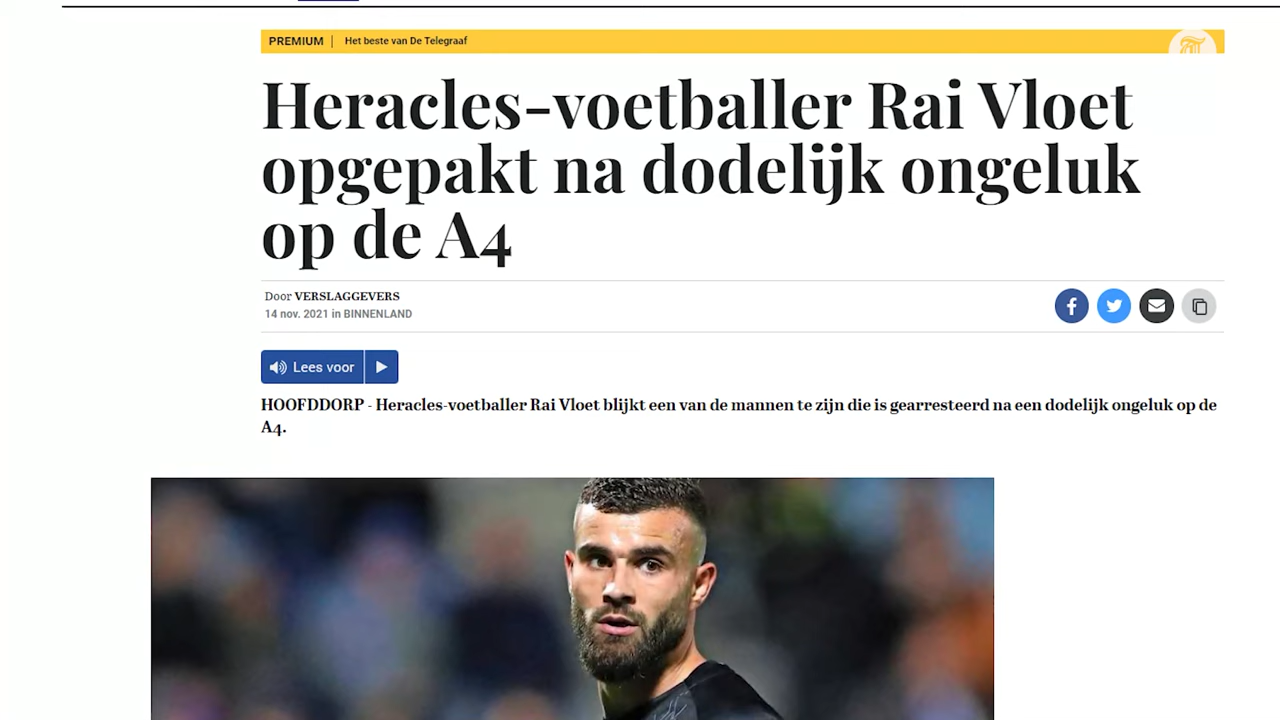 PREMIUM | Het beste van De Telegraaf
Heracles-voetballer Rai Vloet
opgepakt na dodelijk ongeluk
op de A4
Door VERSLAGGEVERS
14 nov. 2021 in BINNENLAND
Lees voor
HOOFDDORP - Heracles-voetballer Rai Vloet blijkt een van de mannen te zijn die is gearresteerd na een dodelijk ongeluk op de
A4.